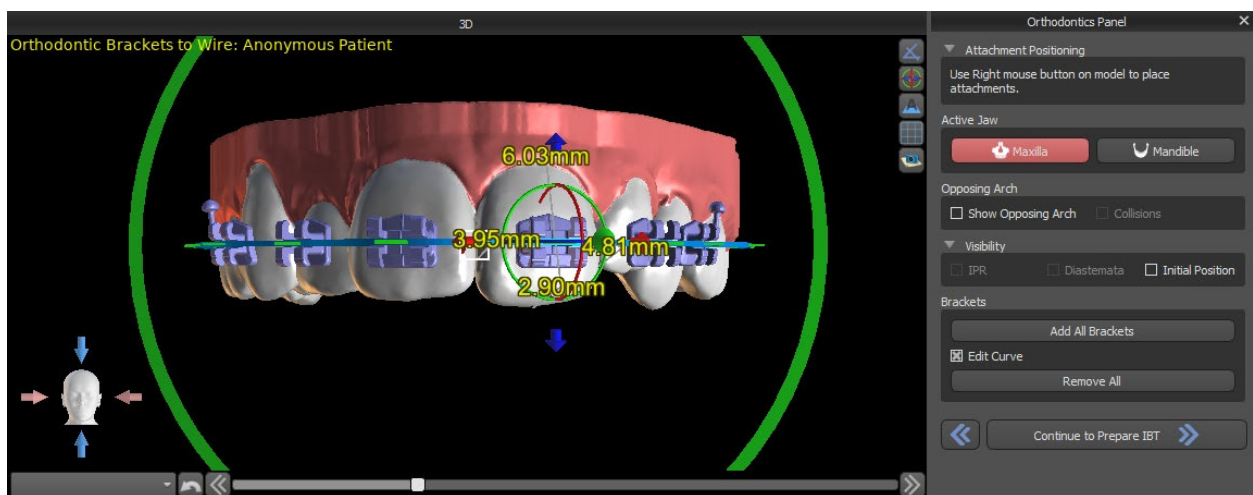 3D
Orthodontic Brackets to Wire: Anonymous Patient
6.03mm
3.95mm
4.81mm
2.90mm
Orthodontics Panel
Attachment Positioning
Use Right mouse button on model to place
attachments.
Active Jaw
Maxilla
Mandible
Opposing Arch
Show Opposing Arch
Collisions
Visibility
IPR
Diastemata
Initial Position
Brackets
Add All Brackets
Edit Curve
Remove All
Continue to Prepare IBT